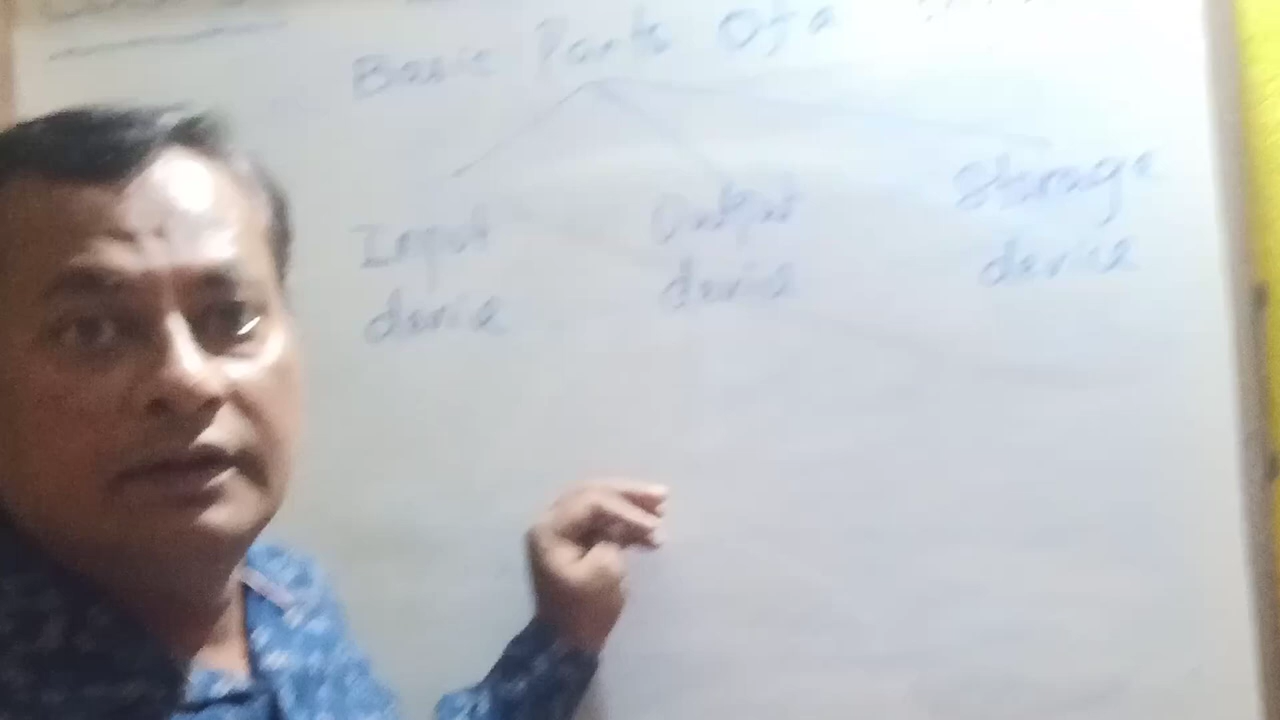 Basic Parts Of a
Input
device
Output
device
Storage
device